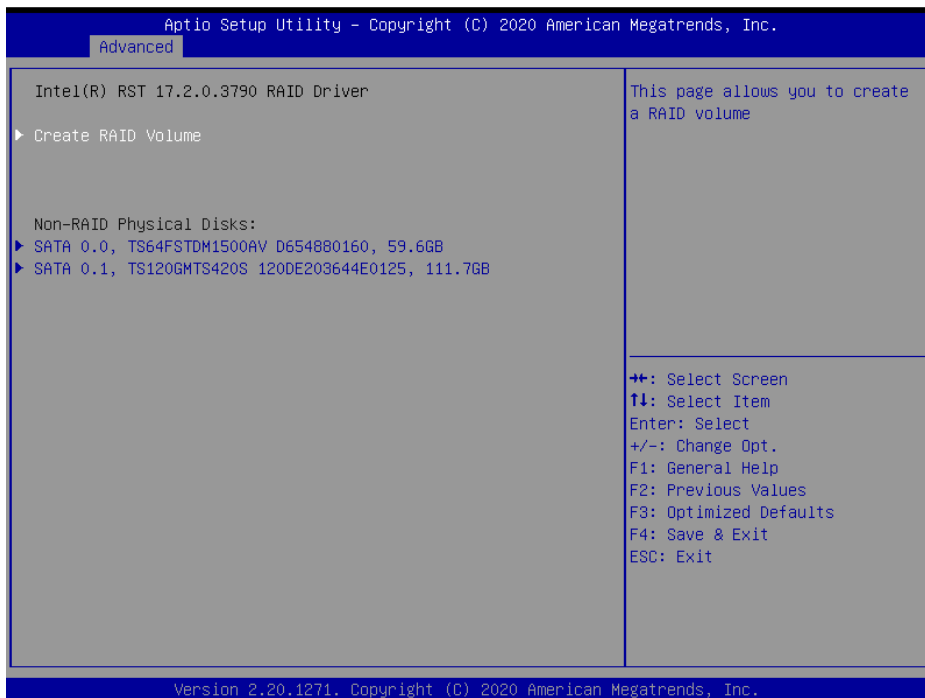 Aptio Setup Utility – Copyright (C) 2020 American Megatrends, Inc.
Advanced
Intel(R) RST 17.2.0.3790 RAID Driver
Create RAID Volume
Non-RAID Physical Disks:
SATA 0.0, TS64FSTDM1500AV D654880160, 59.6GB
SATA 0.1, TS120GMTS420S 120DE203644E0125, 111.7GB
This page allows you to create
a RAID volume
→←: Select Screen
↑↓: Select Item
Enter: Select
+/-: Change Opt.
F1: General Help
F2: Previous Values
F3: Optimized Defaults
F4: Save & Exit
ESC: Exit
Version 2.20.1271. Copyright (C) 2020 American Megatrends, Inc.